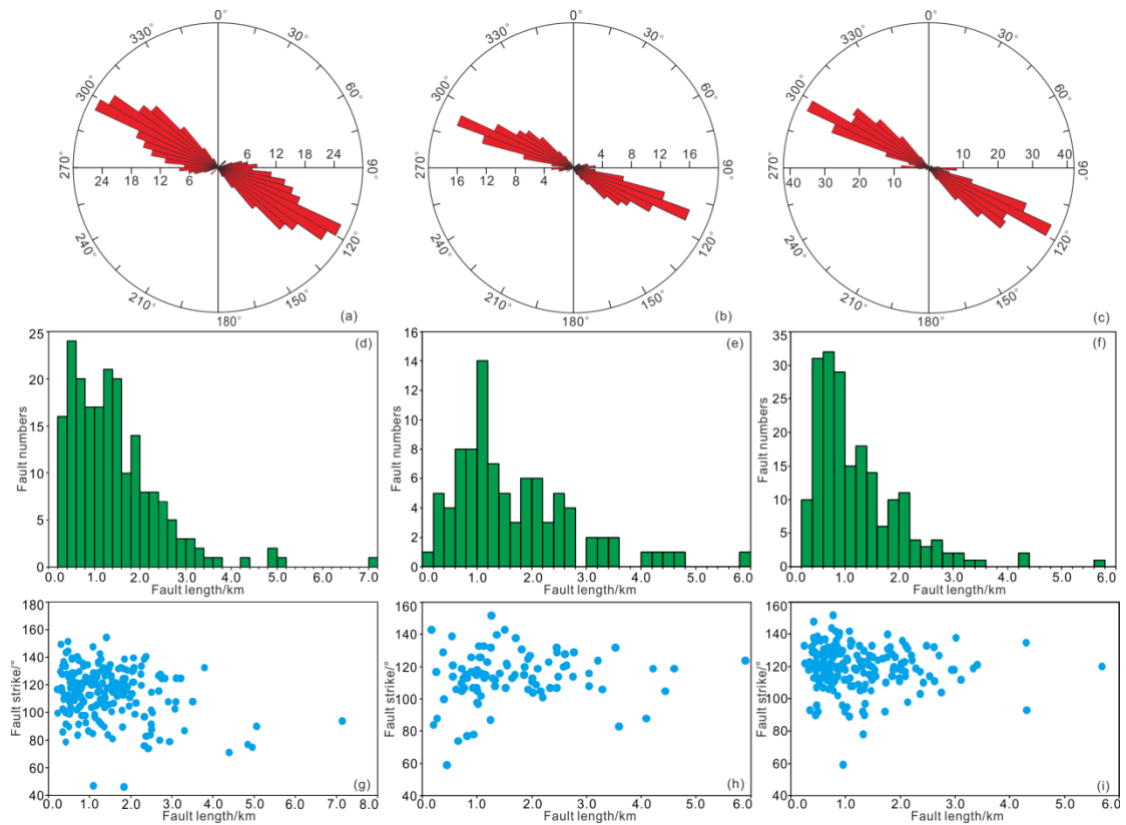 0°
330°
30°
300°
60°
270°
90°
240°
120°
210°
150°
180°
6 12 18 24
24 18 12 6
(a)
0°
330°
30°
300°
60°
270°
90°
240°
120°
210°
150°
180°
4 8 12 16
16 12 8 4
(b)
0°
330°
30°
300°
60°
270°
90°
240°
120°
210°
150°
180°
10 20 30 40
40 30 20 10
(c)
(d)
Fault numbers
25
20
15
10
5
0
0.0 1.0 2.0 3.0 4.0 5.0 6.0 7.0
Fault length/km
(e)
Fault numbers
16
14
12
10
8
6
4
2
0
0.0 1.0 2.0 3.0 4.0 5.0 6.0
Fault length/km
(f)
Fault numbers
35
30
25
20
15
10
5
0
0.0 1.0 2.0 3.0 4.0 5.0 6.0
Fault length/km
Fault strike/°
180
160
140
120
100
80
60
40
(g)
0.0 1.0 2.0 3.0 4.0 5.0 6.0 7.0 8.0
Fault length/km
Fault strike/°
160
140
120
100
80
60
40
(h)
0.0 1.0 2.0 3.0 4.0 5.0 6.0
Fault length/km
Fault strike/°
160
140
120
100
80
60
40
(i)
0.0 1.0 2.0 3.0 4.0 5.0 6.0
Fault length/km